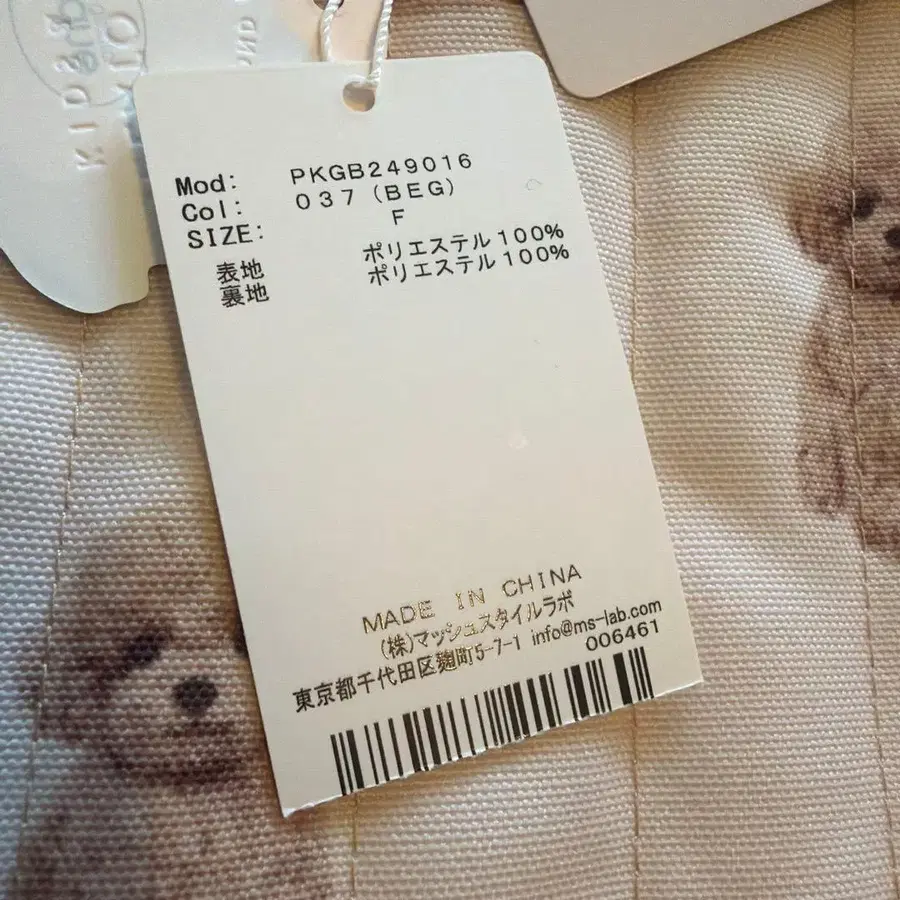 Mod: PKGB249016
Col: 037 (BEG)
SIZE: F
表地 ポリエステル100%
裏地 ポリエステル100%
MADE IN CHINA
(株)マッシュスタイルラボ
東京都千代田区麹町5-7-1 info@ms-lab.com
006461